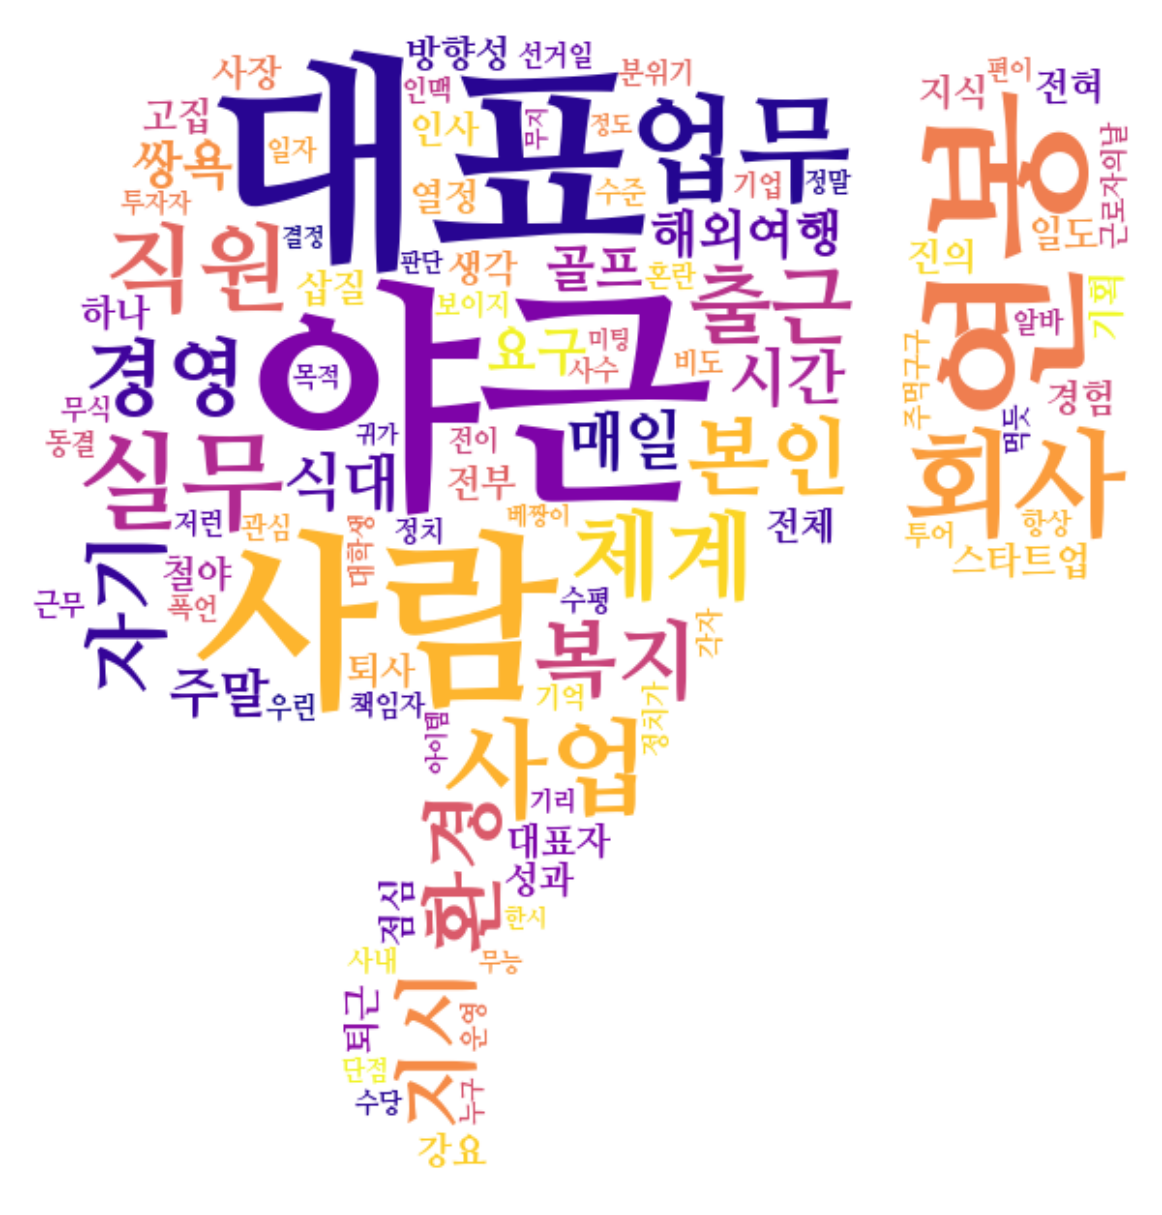 방향성 선거일
사장 인맥 분위기 편이
대표 업무 지식 전혀
고집 인사 무지 정도 봉
쌍욕 일자 근로자의날
투자자 열정 수준 기업 정말
직원 결정 해외여행 일도
판단 생각 골프 혼란 진의
삽질 출근
하나 야근 보이지 기획
경영 요구 미팅 연 알바
목적 사수 비도 시간 주먹구구
무식 경험
동결 귀가 전이 매일 본인 먹듯
실무 식대 전부 회사
저런 관심 정치 베짱이 체계 전체 투어 항상
대학생 스타트업
자기 철야 사람
근무 폭언 수평
복지 각자
주말 우린 퇴사 책임자 기억
아이템 사업 정치가
기리
환경 대표자
성과
점심 한시
사내 무능
퇴근 지시 운영
단점
수당 누구
강요